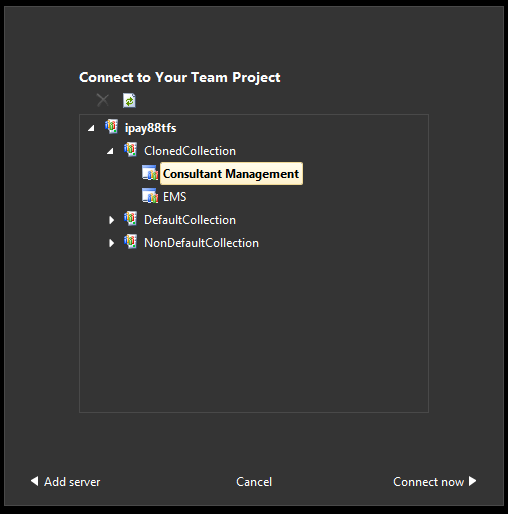 Connect to Your Team Project
ipay88tfs
ClonedCollection
Consultant Management
EMS
DefaultCollection
NonDefaultCollection
Add server
Cancel
Connect now